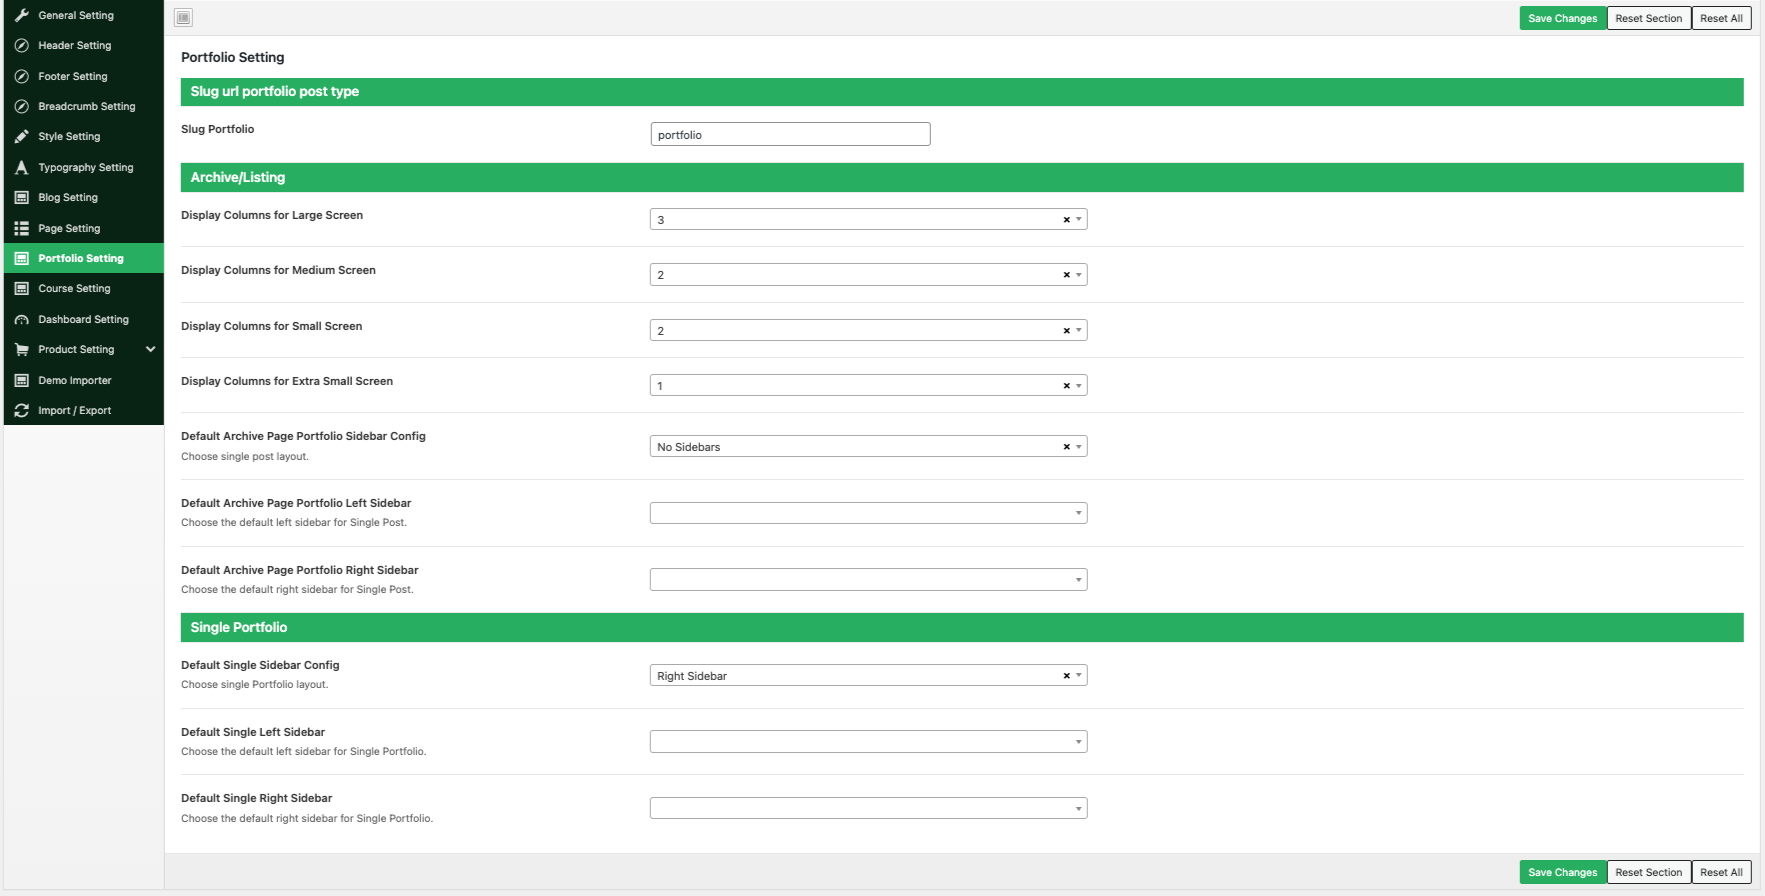 General Setting
Header Setting
Footer Setting
Breadcrumb Setting
Style Setting
Typography Setting
Blog Setting
Page Setting
Portfolio Setting
Course Setting
Dashboard Setting
Product Setting
Demo Importer
Import / Export
Save Changes Reset Section Reset All
Portfolio Setting
Slug url portfolio post type
Slug Portfolio
portfolio
Archive/Listing
Display Columns for Large Screen
3
Display Columns for Medium Screen
2
Display Columns for Small Screen
2
Display Columns for Extra Small Screen
1
Default Archive Page Portfolio Sidebar Config
Choose single post layout.
No Sidebars
Default Archive Page Portfolio Left Sidebar
Choose the default left sidebar for Single Post.
Default Archive Page Portfolio Right Sidebar
Choose the default right sidebar for Single Post.
Single Portfolio
Default Single Sidebar Config
Choose single Portfolio layout.
Right Sidebar
Default Single Left Sidebar
Choose the default left sidebar for Single Portfolio.
Default Single Right Sidebar
Choose the default right sidebar for Single Portfolio.
Save Changes Reset Section Reset All